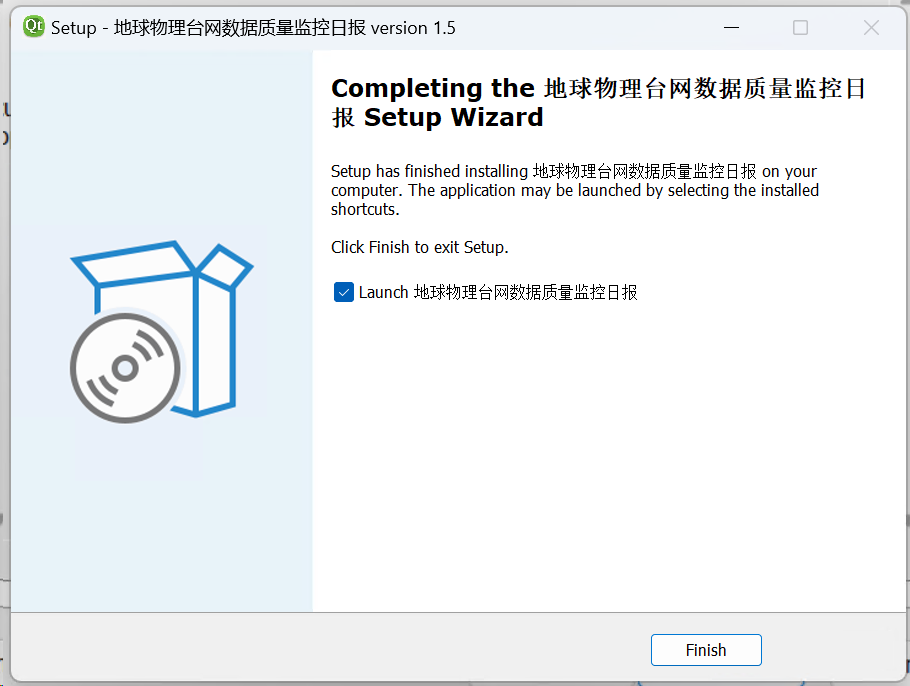 Qt Setup - 地球物理台网数据质量监控日报 version 1.5
Completing the 地球物理台网数据质量监控日
报 Setup Wizard
Setup has finished installing 地球物理台网数据质量监控日报 on your
computer. The application may be launched by selecting the installed
shortcuts.
Click Finish to exit Setup.
Launch 地球物理台网数据质量监控日报
Finish